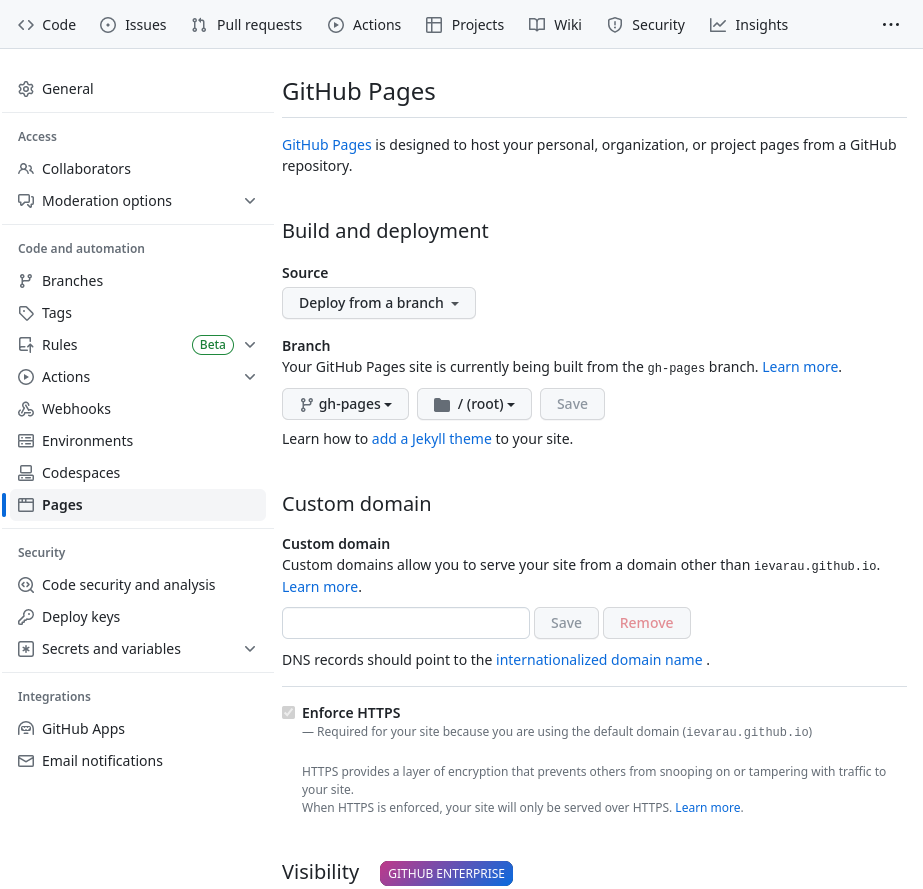 Code Issues Pull requests Actions Projects Wiki Security Insights
General
Access
Collaborators
Moderation options
Code and automation
Branches
Tags
Rules Beta
Actions
Webhooks
Environments
Codespaces
Pages
Security
Code security and analysis
Deploy keys
Secrets and variables
Integrations
GitHub Apps
Email notifications
GitHub Pages
GitHub Pages is designed to host your personal, organization, or project pages from a GitHub
repository.
Build and deployment
Source
Deploy from a branch
Branch
Your GitHub Pages site is currently being built from the gh-pages branch. Learn more.
gh-pages / (root) Save
Learn how to add a Jekyll theme to your site.
Custom domain
Custom domain
Custom domains allow you to serve your site from a domain other than ievarau.github.io.
Learn more.
Save Remove
DNS records should point to the internationalized domain name .
Enforce HTTPS
— Required for your site because you are using the default domain (ievarau.github.io)
HTTPS provides a layer of encryption that prevents others from snooping on or tampering with traffic to
your site.
When HTTPS is enforced, your site will only be served over HTTPS. Learn more.
Visibility GITHUB ENTERPRISE